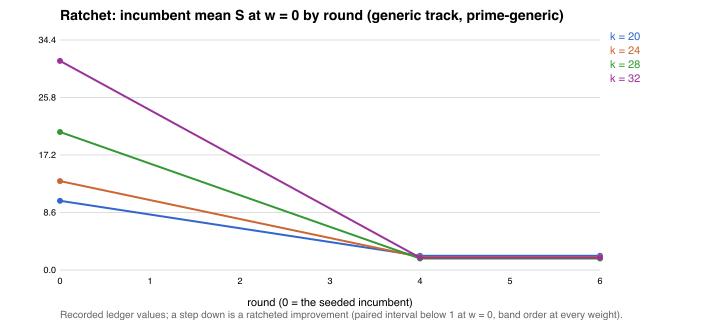 Ratchet: incumbent mean S at w = 0 by round (generic track, prime-generic)
34.4
25.8
17.2
8.6
0.0
0 1 2 3 4 5 6
k = 20
k = 24
k = 28
k = 32
round (0 = the seeded incumbent)
Recorded ledger values; a step down is a ratcheted improvement (paired interval below 1 at w = 0, band order at every weight).